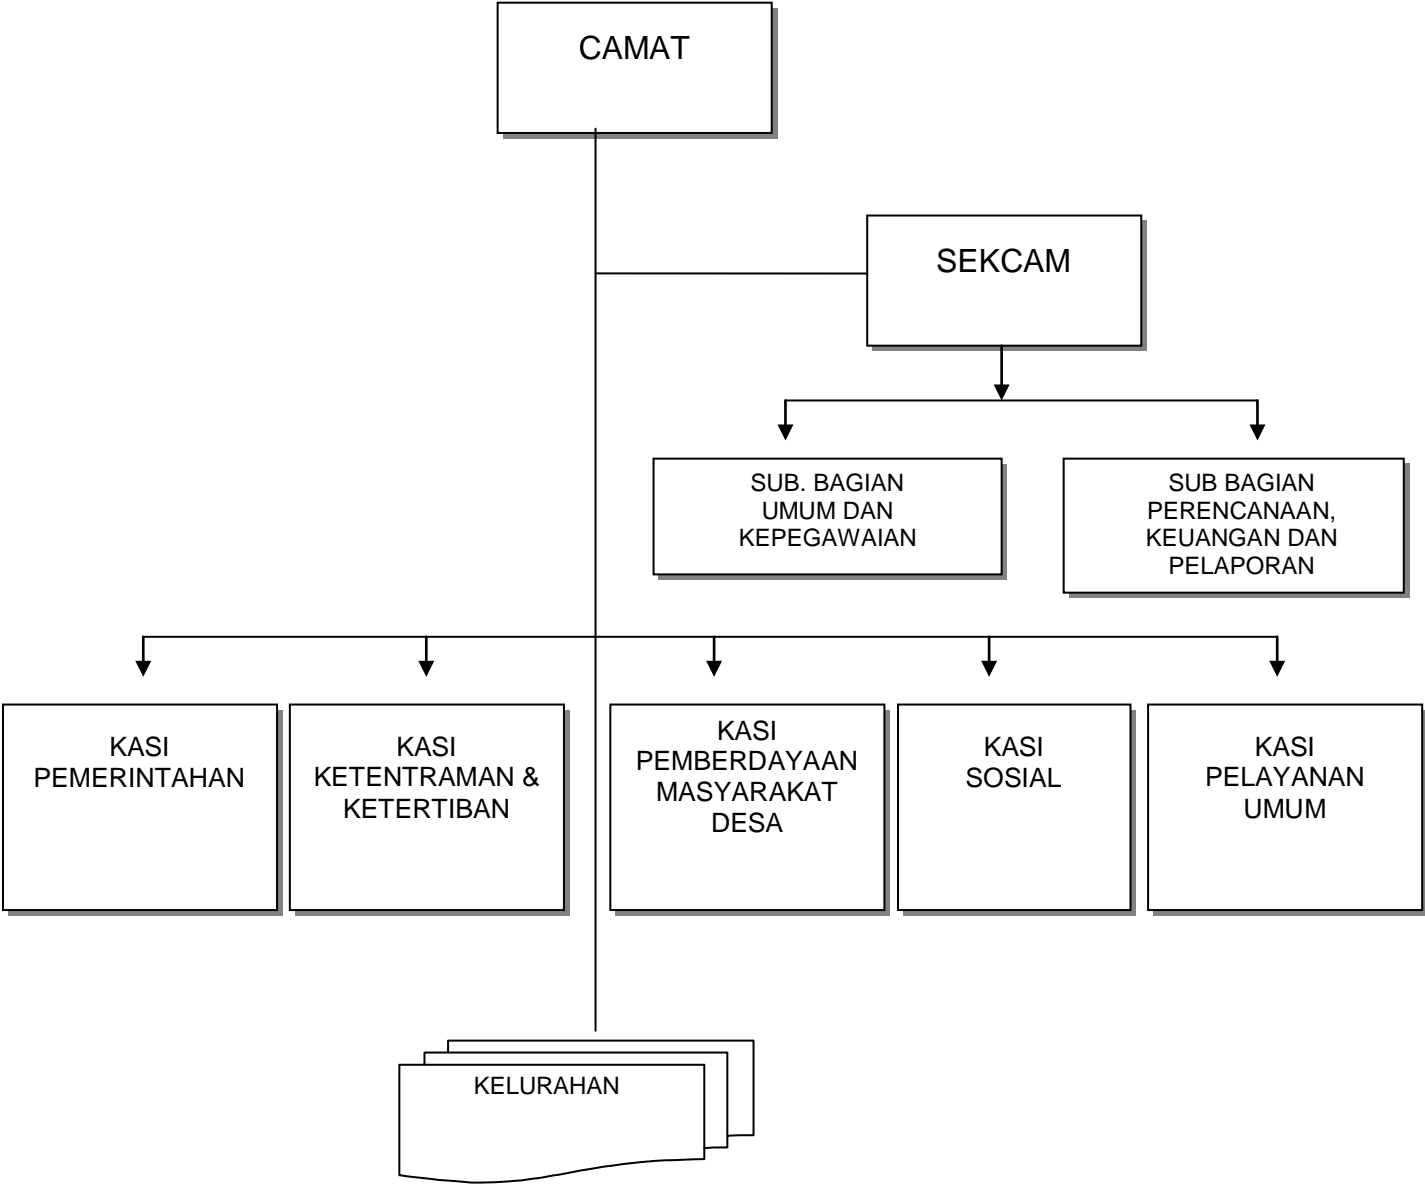 CAMAT
SEKCAM
SUB. BAGIAN
UMUM DAN
KEPEGAWAIAN
SUB BAGIAN
PERENCANAAN,
KEUANGAN DAN
PELAPORAN
KASI
PEMERINTAHAN
KASI
KETENTRAMAN &
KETERTIBAN
KASI
PEMBERDAYAAN
MASYARAKAT
DESA
KASI
SOSIAL
KASI
PELAYANAN
UMUM
KELURAHAN